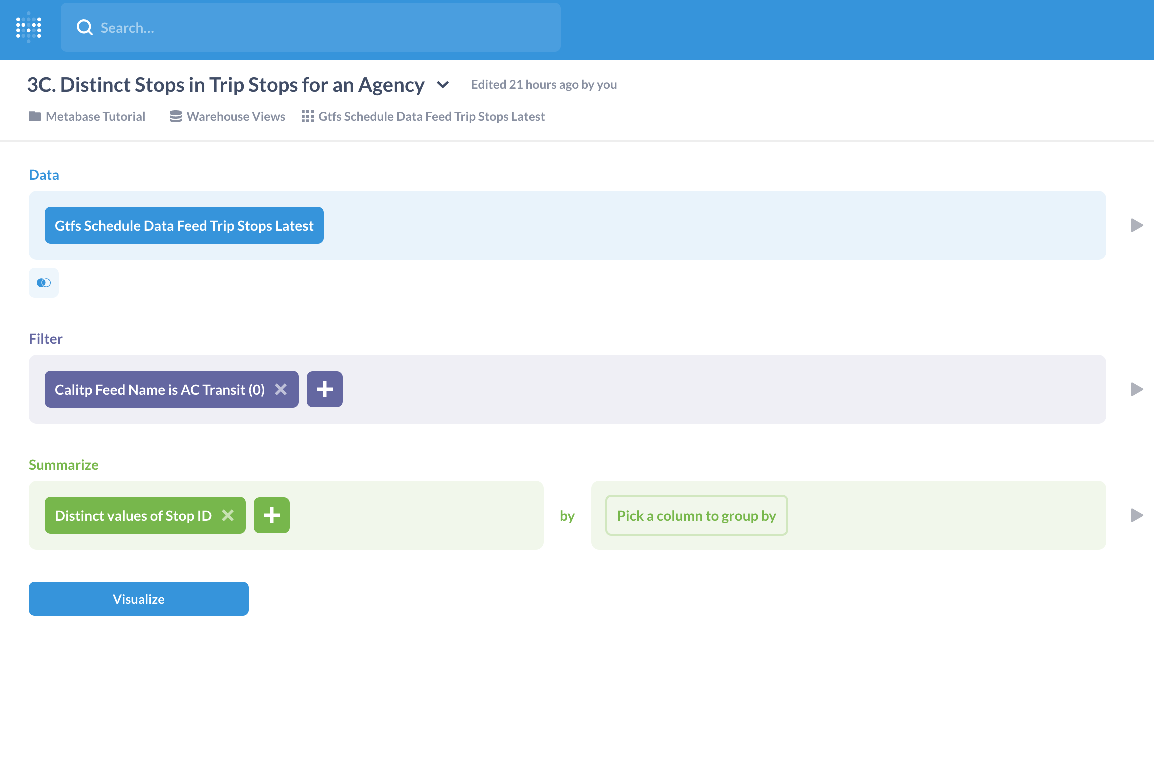 Search...
3C. Distinct Stops in Trip Stops for an Agency Edited 21 hours ago by you
Metabase Tutorial Warehouse Views Gtfs Schedule Data Feed Trip Stops Latest
Data
Gtfs Schedule Data Feed Trip Stops Latest
Filter
Calitp Feed Name is AC Transit (0)
Summarize
Distinct values of Stop ID by Pick a column to group by
Visualize